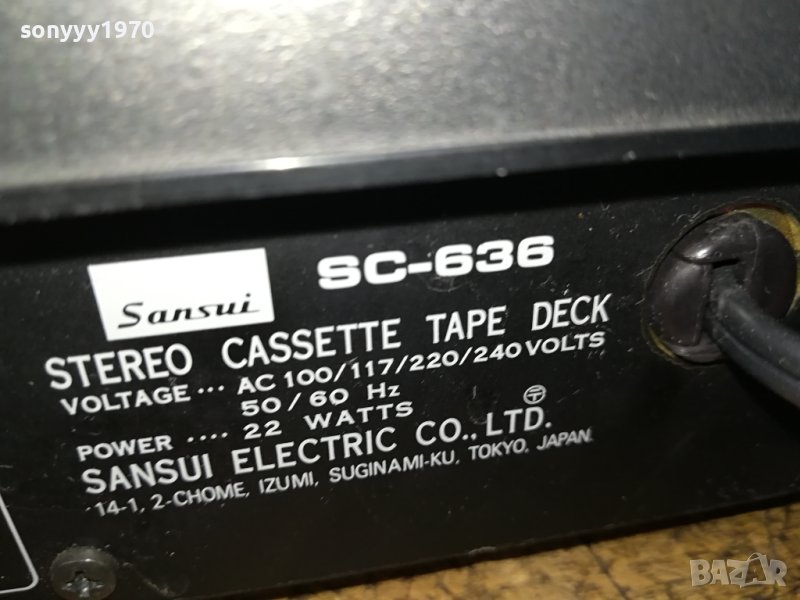 sonyyy1970
Sansui
SC-636
STEREO CASSETTE TAPE DECK
VOLTAGE ... AC 100/117/220/240 VOLTS
50/60 Hz
POWER .... 22 WATTS
SANSUI ELECTRIC CO., LTD.
14-1, 2-CHOME, IZUMI, SUGINAMI-KU, TOKYO, JAPAN
BAZAR